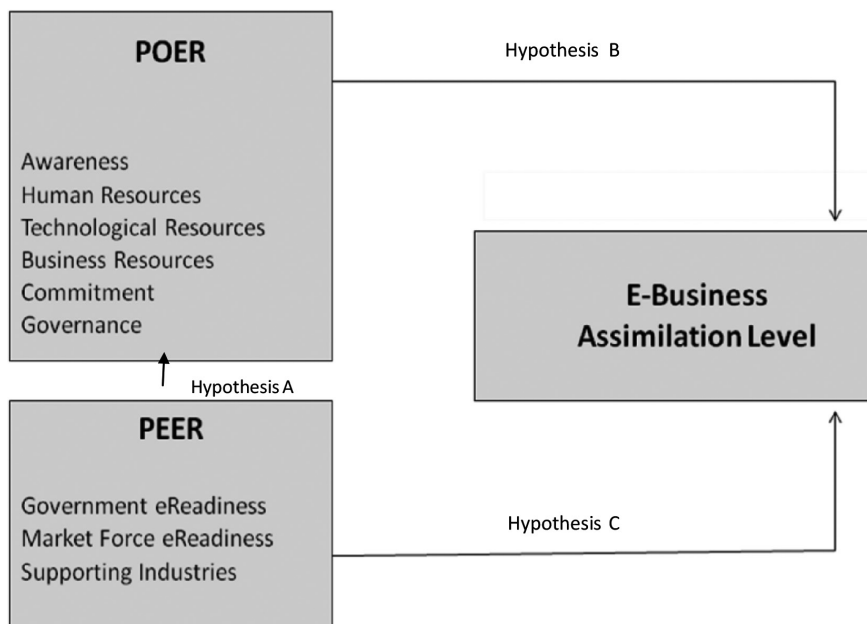 POER
Hypothesis B
Awareness
Human Resources
Technological Resources
Business Resources
Commitment
Governance
E-Business
Assimilation Level
Hypothesis A
PEER
Government eReadiness
Market Force eReadiness
Supporting Industries
Hypothesis C